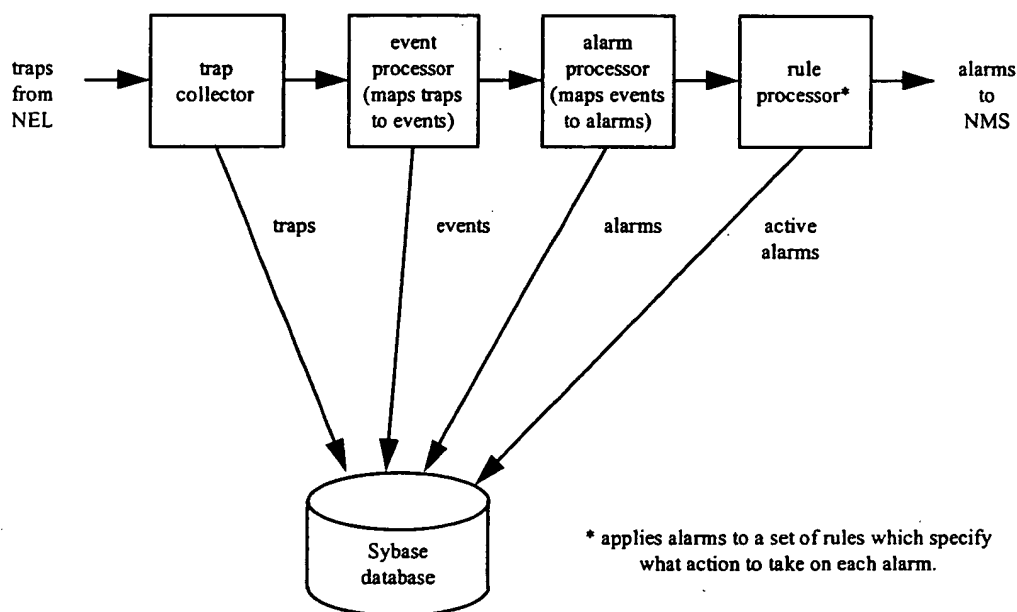 traps
from
NEL
trap
collector
event
processor
(maps traps
to events)
alarm
processor
(maps events
to alarms)
rule
processor*
alarms
to
NMS
traps
events
alarms
active
alarms
Sybase
database
* applies alarms to a set of rules which specify
what action to take on each alarm.